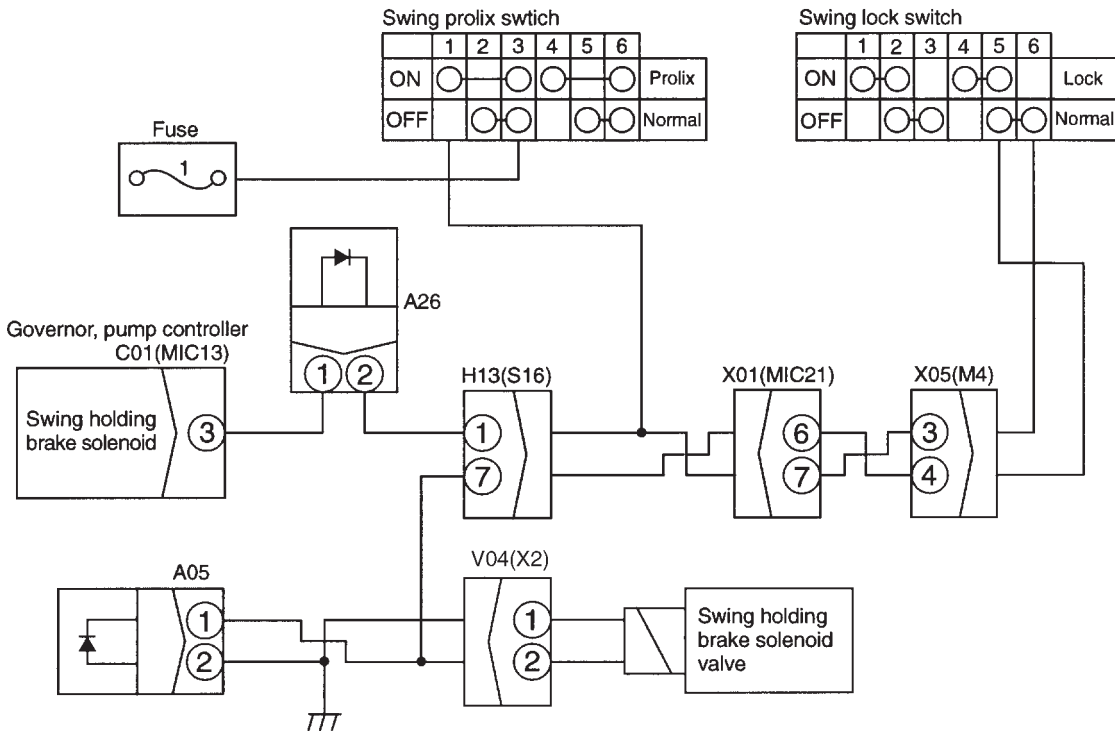 Swing prolix swtich
1 2 3 4 5 6
ON Prolix
OFF Normal
Swing lock switch
1 2 3 4 5 6
ON Lock
OFF Normal
Fuse
1
A26
1 2
Governor, pump controller
C01(MIC13)
Swing holding
brake solenoid
3
H13(S16)
1
7
X01(MIC21)
6
7
X05(M4)
3
4
A05
1
2
V04(X2)
1
2
Swing holding
brake solenoid
valve